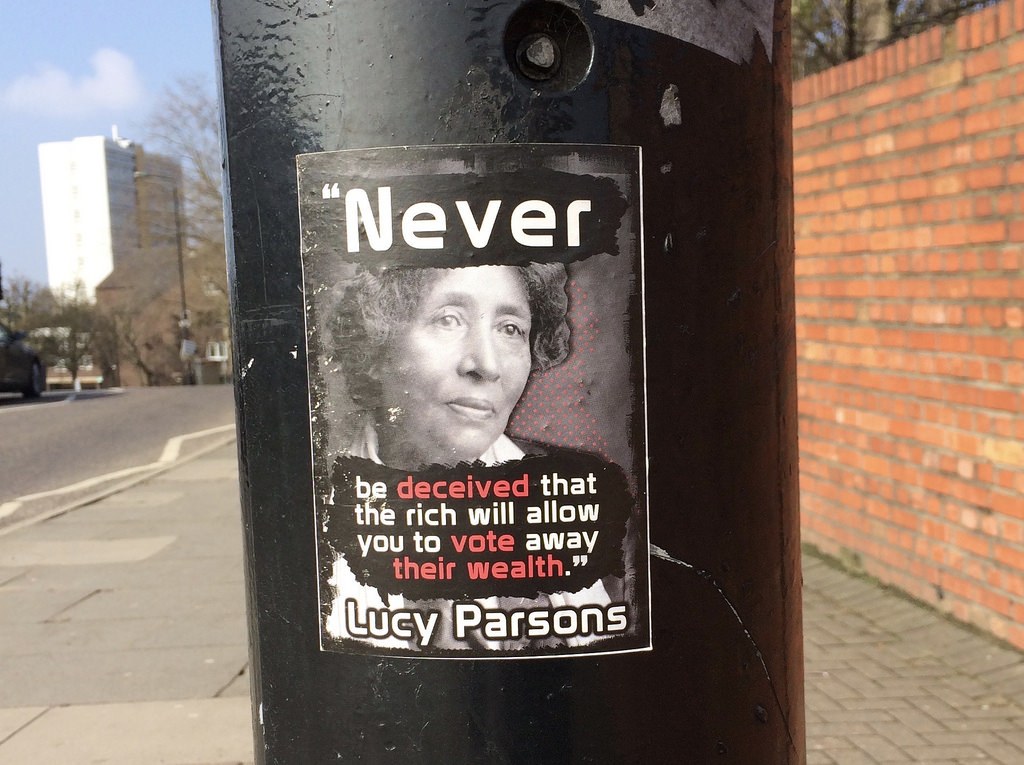 “Never
be deceived that
the rich will allow
you to vote away
their wealth.”
Lucy Parsons